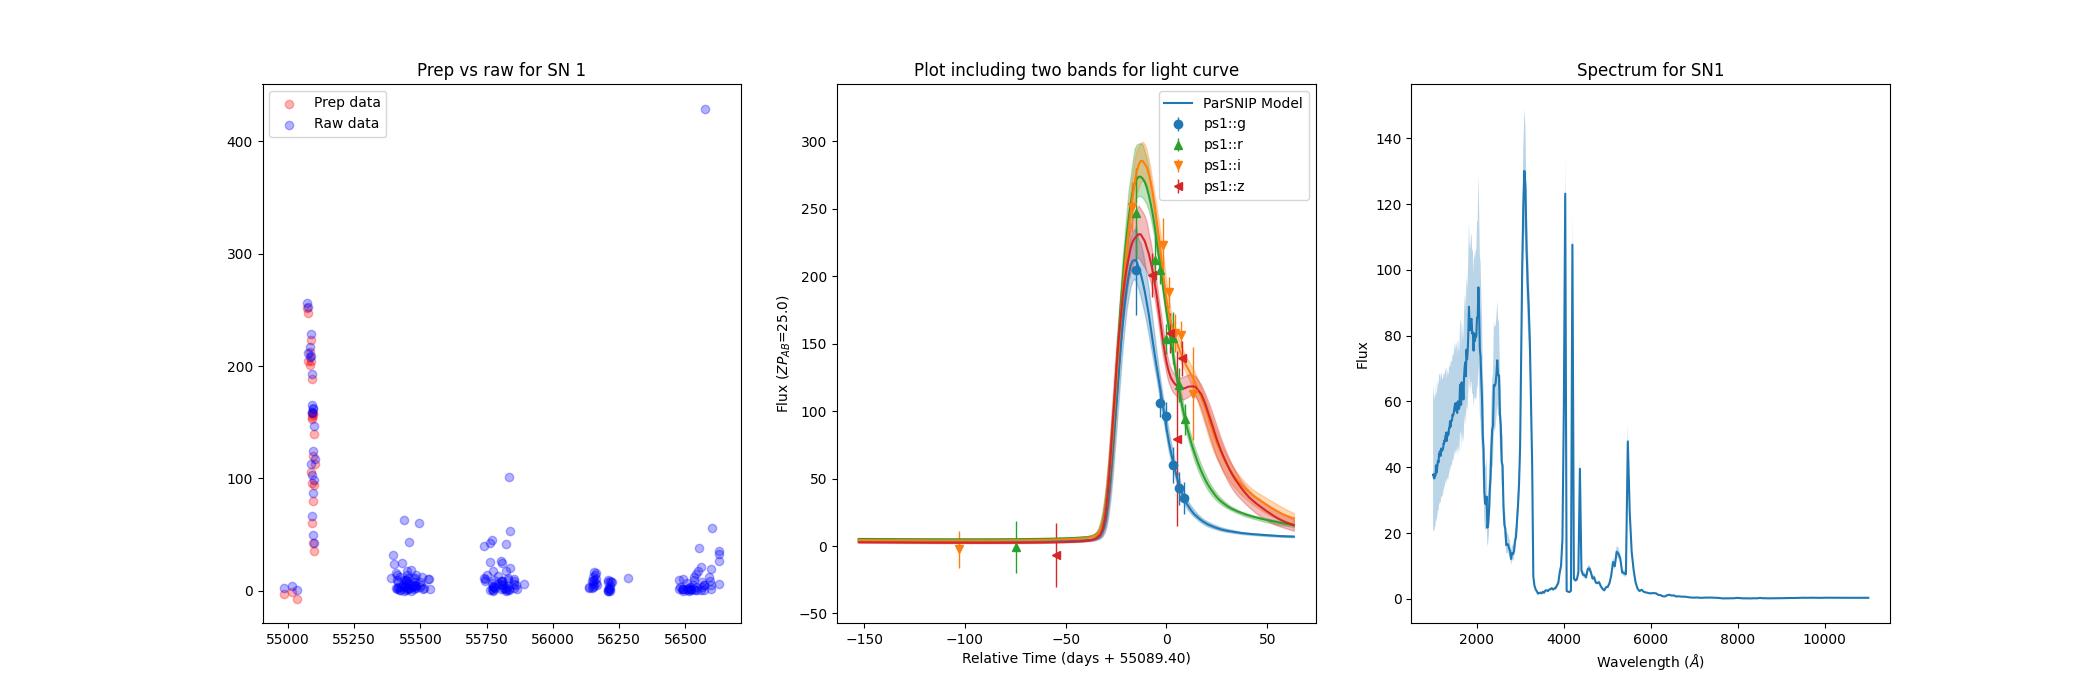 Prep vs raw for SN 1
Prep data
Raw data
400
300
200
100
0
55000 55250 55500 55750 56000 56250 56500
Plot including two bands for light curve
ParSNIP Model
ps1::g
ps1::r
ps1::i
ps1::z
Flux (ZP_AB=25.0)
300
250
200
150
100
50
0
−50
−150 −100 −50 0 50
Relative Time (days + 55089.40)
Spectrum for SN1
Flux
140
120
100
80
60
40
20
0
2000 4000 6000 8000 10000
Wavelength (Å)